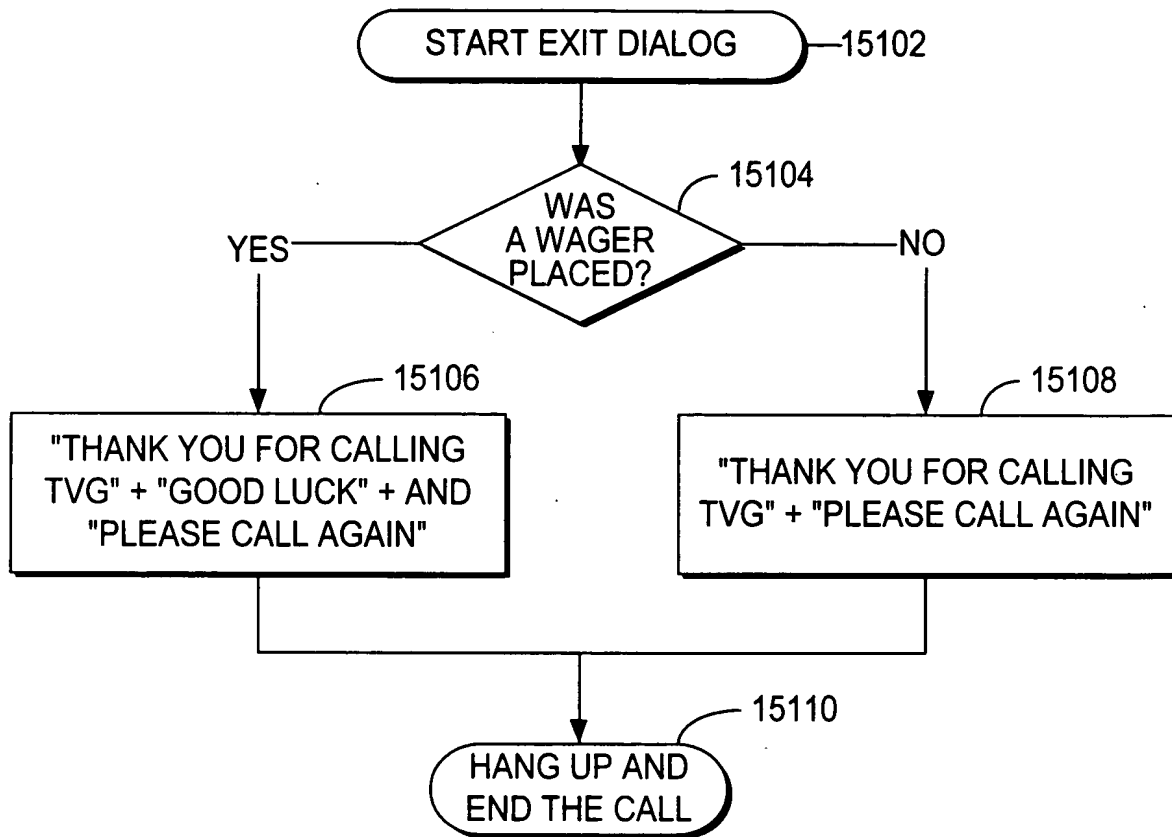 START EXIT DIALOG
15102
15104
WAS
A WAGER
PLACED?
YES
NO
15106
"THANK YOU FOR CALLING
TVG" + "GOOD LUCK" + AND
"PLEASE CALL AGAIN"
15108
"THANK YOU FOR CALLING
TVG" + "PLEASE CALL AGAIN"
15110
HANG UP AND
END THE CALL